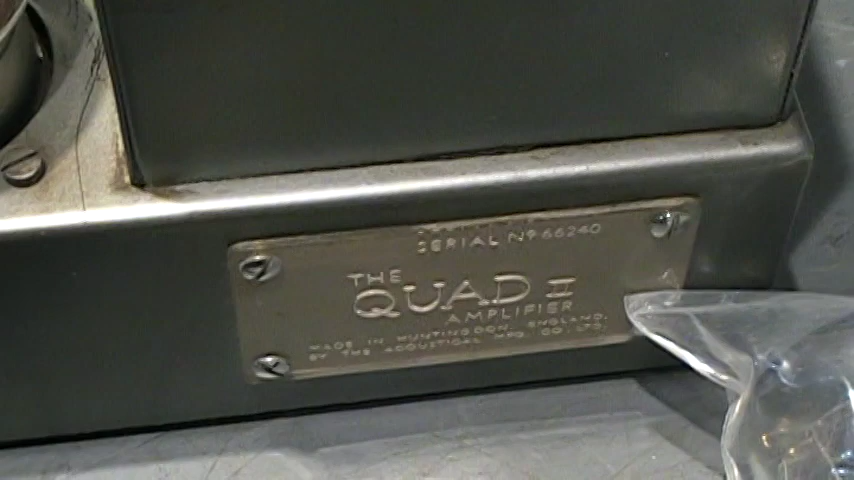 SERIAL Nº 66240
THE
QUAD II
AMPLIFIER
MADE IN HUNTINGDON, ENGLAND,
BY THE ACOUSTICAL MFG. CO. LTD.